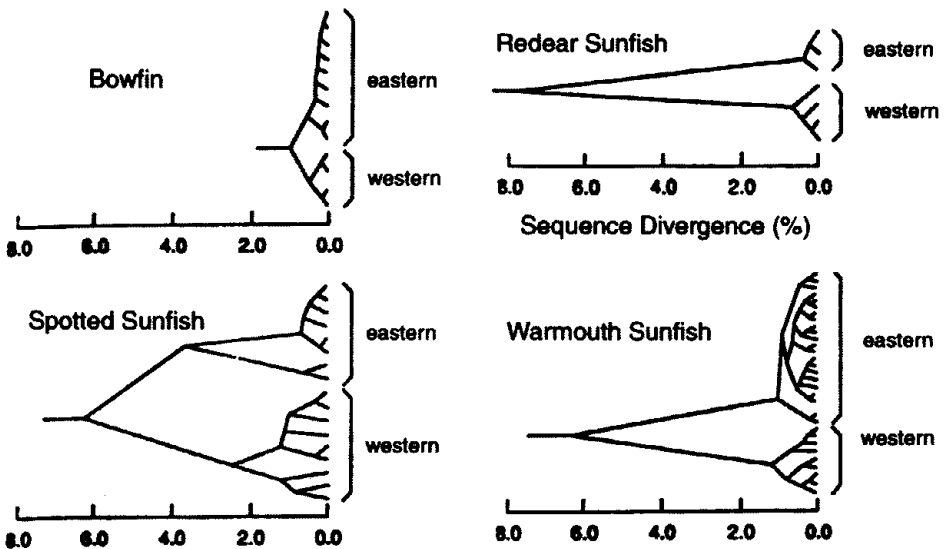 Bowfin
eastern
western
8.0 6.0 4.0 2.0 0.0
Redear Sunfish
eastern
western
8.0 6.0 4.0 2.0 0.0
Sequence Divergence (%)
Spotted Sunfish
eastern
western
8.0 6.0 4.0 2.0 0.0
Warmouth Sunfish
eastern
western
8.0 6.0 4.0 2.0 0.0